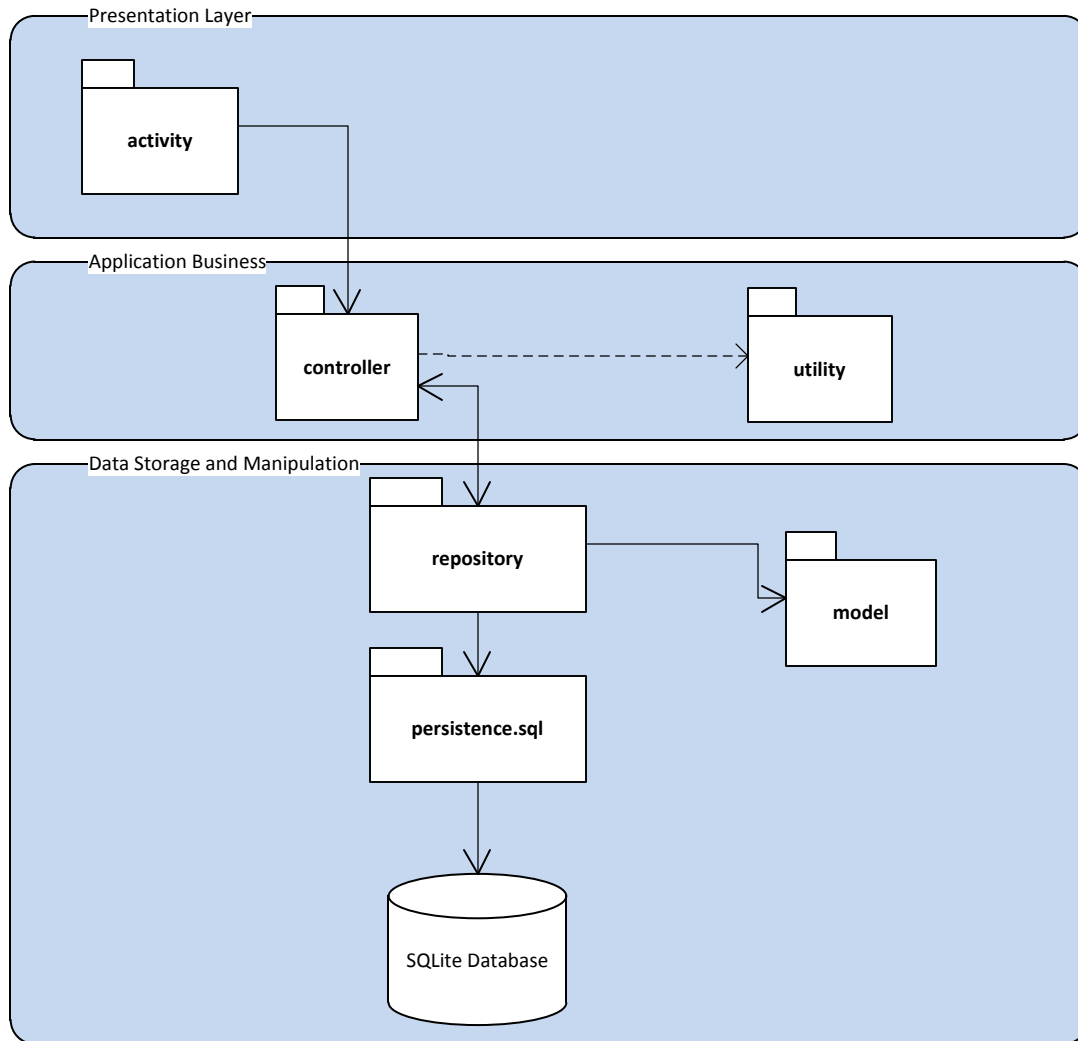 Presentation Layer
activity
Application Business
controller
utility
Data Storage and Manipulation
repository
model
persistence.sql
SQLite Database